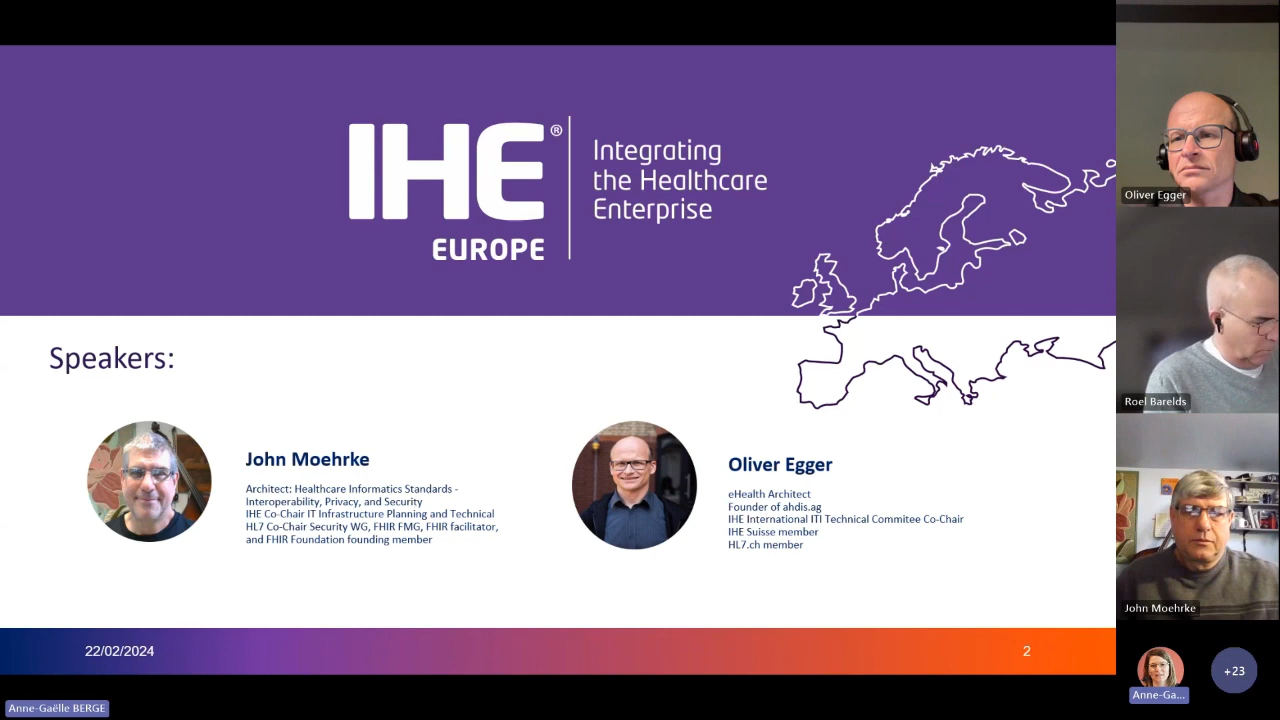 IHE®
EUROPE
Integrating
the Healthcare
Enterprise
Speakers:
John Moehrke
Architect: Healthcare Informatics Standards -
Interoperability, Privacy, and Security
IHE Co-Chair IT Infrastructure Planning and Technical
HL7 Co-Chair Security WG, FHIR FMG, FHIR facilitator,
and FHIR Foundation founding member
Oliver Egger
eHealth Architect
Founder of ahdis.ag
IHE International ITI Technical Commitee Co-Chair
IHE Suisse member
HL7.ch member
22/02/2024
2
Anne-Gaëlle BERGE
Oliver Egger
Roel Barelds
John Moehrke
Anne-Ga...
+23